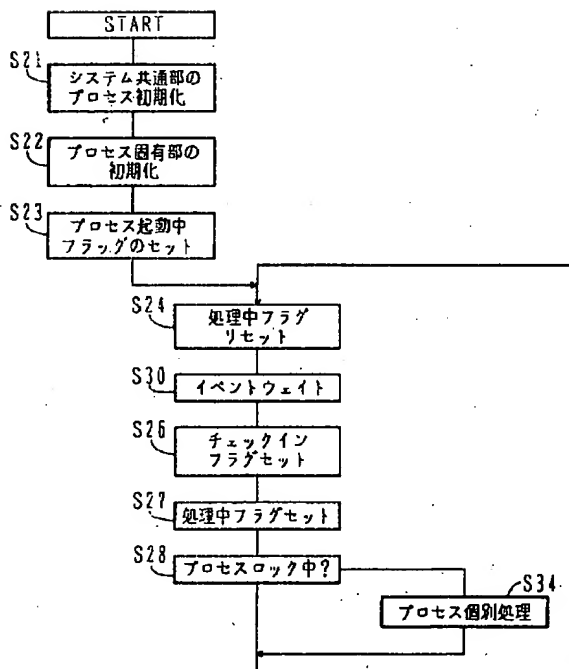 START
S21
システム共通部の
プロセス初期化
S22
プロセス固有部の
初期化
S23
プロセス起動中
フラッグのセット
S24
処理中フラグ
リセット
S30
イベントウェイト
S26
チェックイン
フラグセット
S27
処理中フラグセット
S28
プロセスロック中?
S34
プロセス個別処理